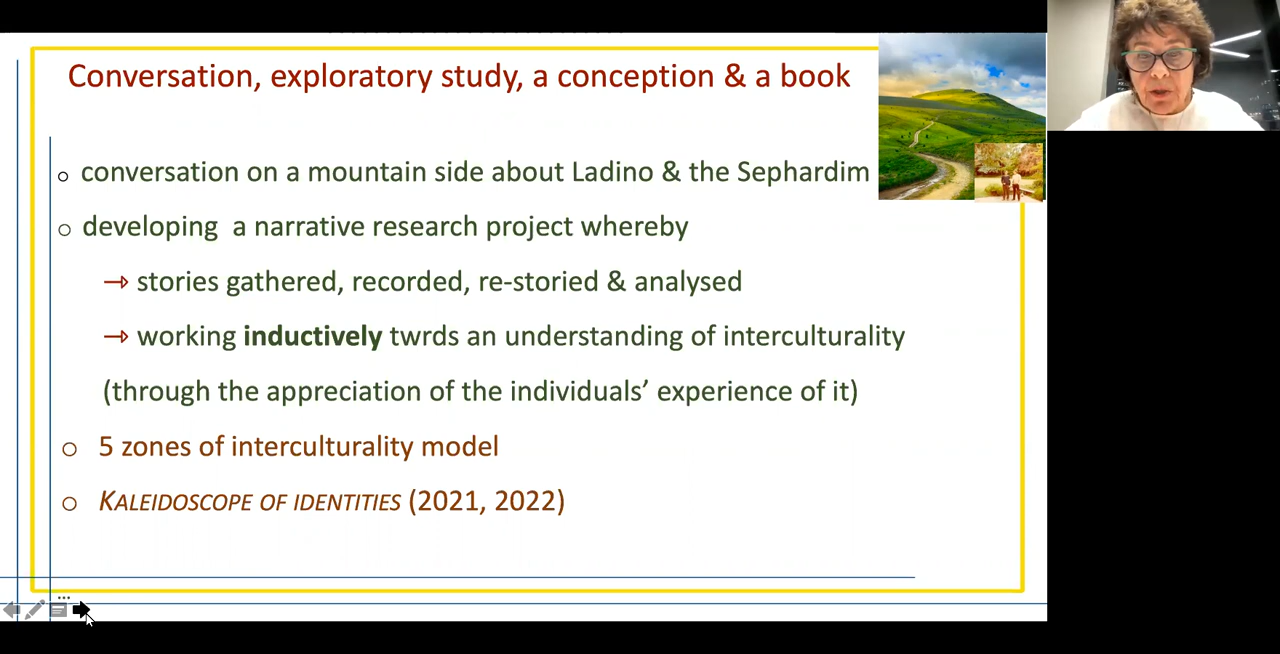 Conversation, exploratory study, a conception & a book
conversation on a mountain side about Ladino & the Sephardim
developing a narrative research project whereby
→ stories gathered, recorded, re-storied & analysed
→ working inductively twrds an understanding of interculturality
(through the appreciation of the individuals’ experience of it)
5 zones of interculturality model
KALEIDOSCOPE OF IDENTITIES (2021, 2022)